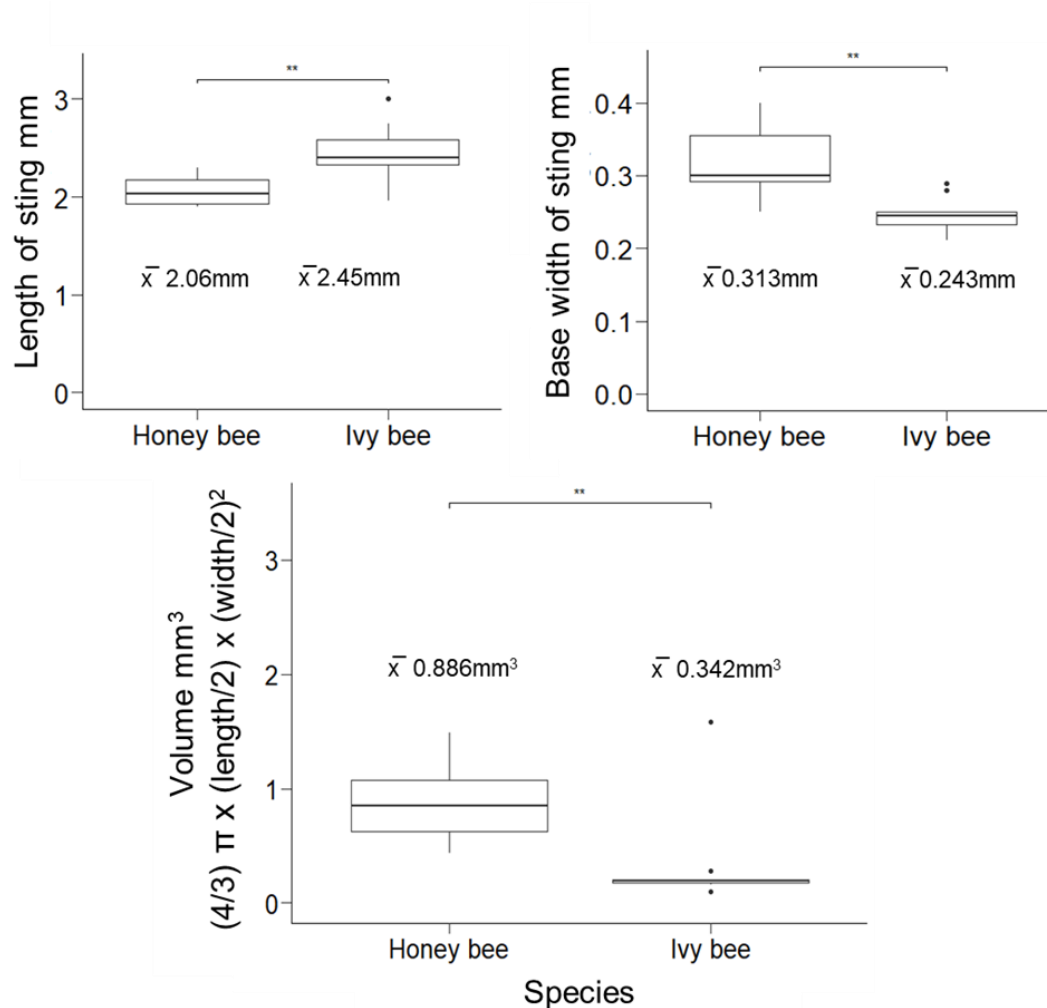 Length of sting mm
3
2
1
0
**
x̄ 2.06mm
x̄ 2.45mm
Honey bee
Ivy bee
Base width of sting mm
0.4
0.3
0.2
0.1
0.0
**
x̄ 0.313mm
x̄ 0.243mm
Honey bee
Ivy bee
Volume mm³
(4/3) π x (length/2) x (width/2)²
3
2
1
0
**
x̄ 0.886mm³
x̄ 0.342mm³
Honey bee
Ivy bee
Species